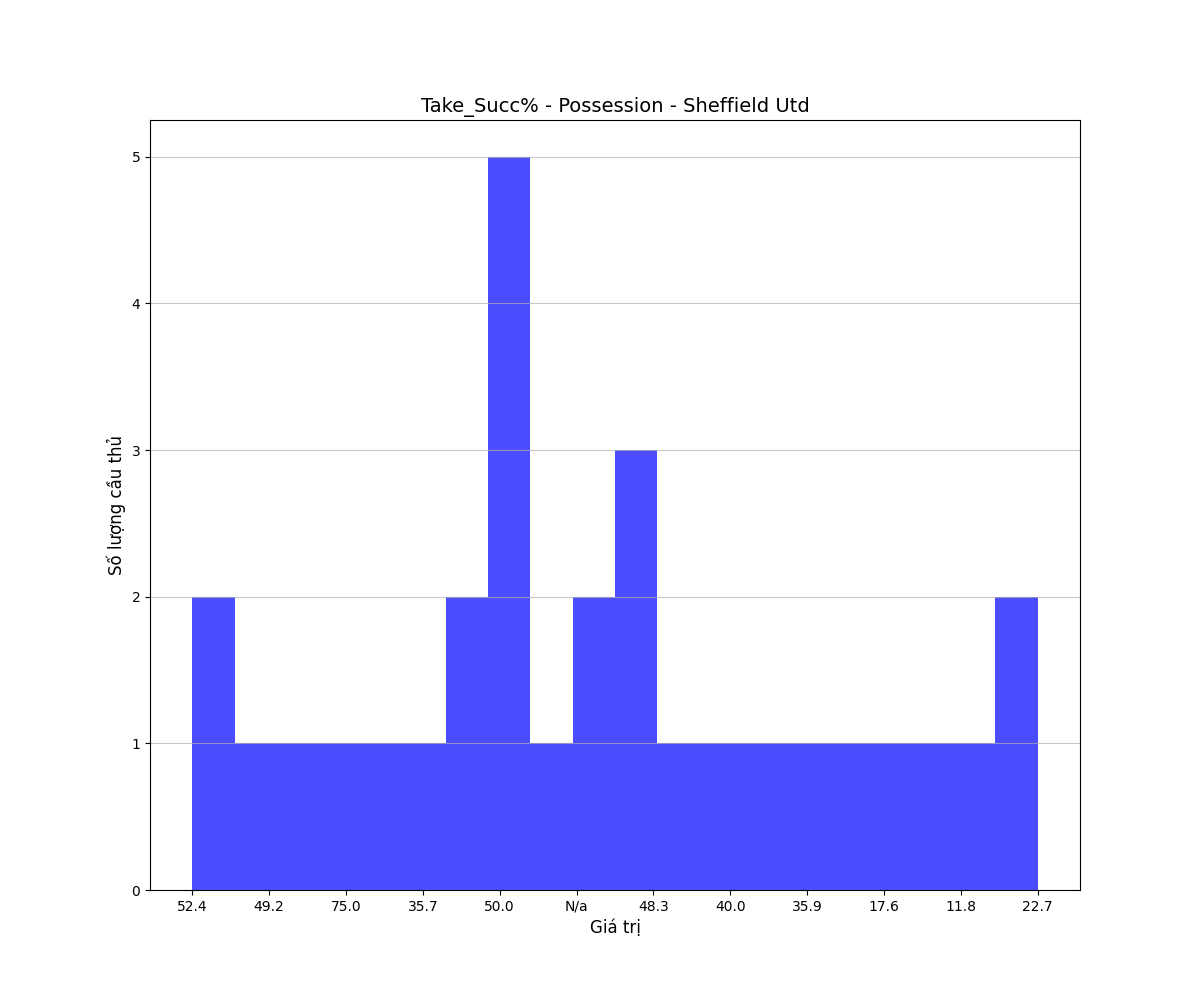 Take_Succ% - Possession - Sheffield Utd
Số lượng cầu thủ
5
4
3
2
1
0
52.4 49.2 75.0 35.7 50.0 N/a 48.3 40.0 35.9 17.6 11.8 22.7
Giá trị